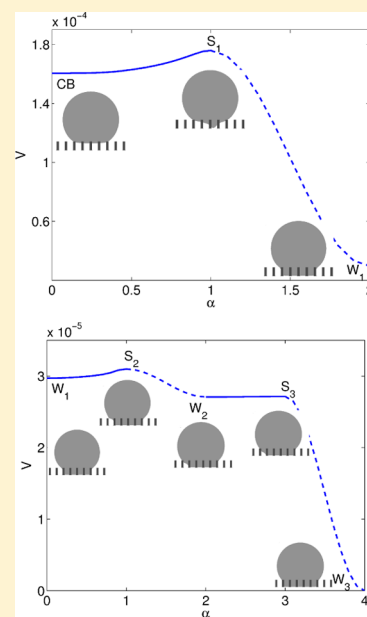 x 10⁻⁴
1.8
S₁
CB
1.4
V
1
0.6
W₁
0 0.5 1 1.5 2
α
x 10⁻⁵
S₂
3
W₁
W₂
S₃
2
V
1
W₃
0
0 1 2 3 4
α